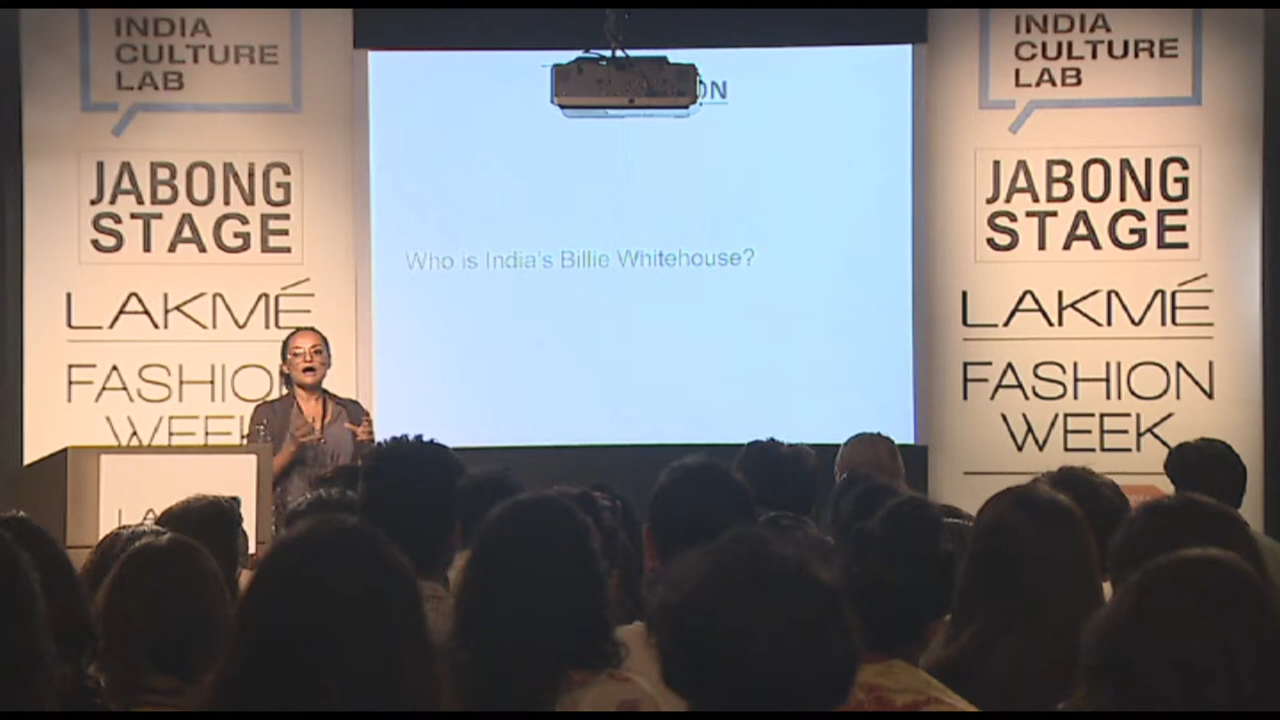 INDIA
CULTURE
LAB
JABONG
STAGE
LAKMÉ
FASHION
WEEK
Who is India's Billie Whitehouse?
INDIA
CULTURE
LAB
JABONG
STAGE
LAKMÉ
FASHION
WEEK